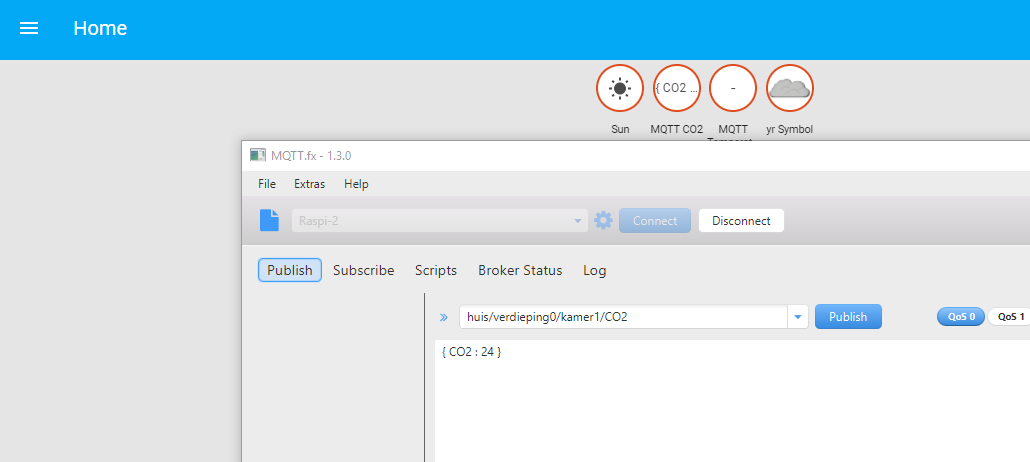 Home
{ CO2 ...
-
Sun
MQTT CO2
MQTT
yr Symbol
MQTT.fx - 1.3.0
File Extras Help
Raspi-2
Connect
Disconnect
Publish Subscribe Scripts Broker Status Log
huis/verdieping0/kamer1/CO2
Publish
QoS 0
QoS 1
{ CO2 : 24 }